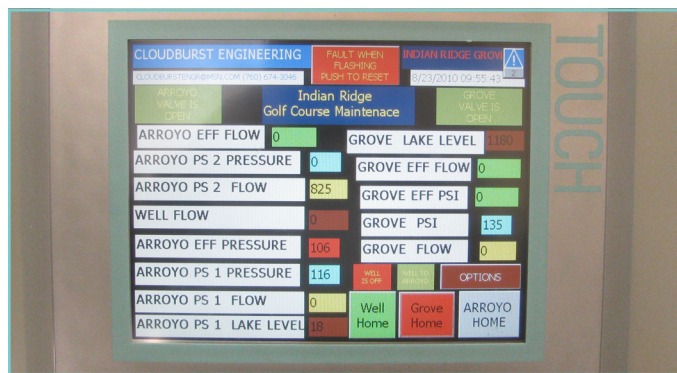 CLOUDBURST ENGINEERING
FAULT WHEN
FLASHING
PUSH TO RESET
INDIAN RIDGE GROV
2
CLOUDBURSTENGR@MSN.COM (760) 674-3046
8/23/2010 09:55:43
ARROYO
VALVE IS
OPEN
Indian Ridge
Golf Course Maintenace
GROVE
VALVE IS
OPEN
ARROYO EFF FLOW 0
GROVE LAKE LEVEL 1180
ARROYO PS 2 PRESSURE 0
GROVE EFF FLOW 0
ARROYO PS 2 FLOW 825
GROVE EFF PSI 0
WELL FLOW 0
GROVE PSI 135
ARROYO EFF PRESSURE 106
GROVE FLOW 0
ARROYO PS 1 PRESSURE 116
WELL
IS OFF
WELL TO
ARROYO
OPTIONS
ARROYO PS 1 FLOW 0
Well
Home
Grove
Home
ARROYO
HOME
ARROYO PS 1 LAKE LEVEL 18
TOUCH